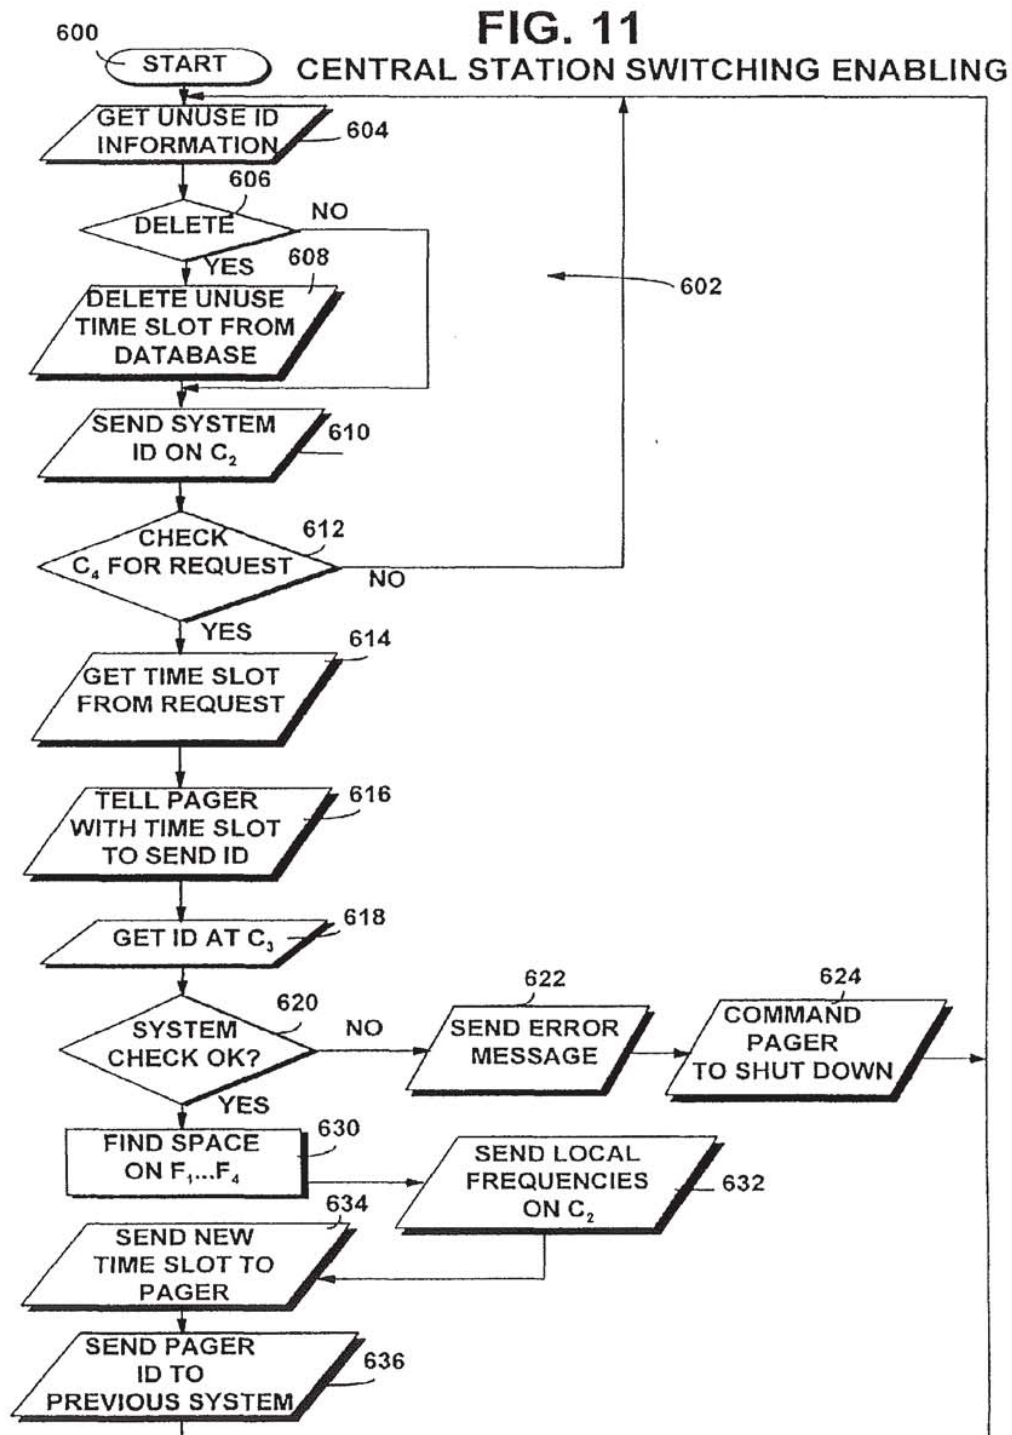 FIG. 11
600
START
CENTRAL STATION SWITCHING ENABLING
GET UNUSE ID
INFORMATION
604
606
DELETE
NO
YES
608
602
DELETE UNUSE
TIME SLOT FROM
DATABASE
SEND SYSTEM
ID ON C₂
610
612
CHECK
C₄ FOR REQUEST
NO
YES
614
GET TIME SLOT
FROM REQUEST
616
TELL PAGER
WITH TIME SLOT
TO SEND ID
618
GET ID AT C₃
620
SYSTEM
CHECK OK?
NO
YES
622
SEND ERROR
MESSAGE
624
COMMAND
PAGER
TO SHUT DOWN
630
FIND SPACE
ON F₁...F₄
SEND LOCAL
FREQUENCIES
ON C₂
632
634
SEND NEW
TIME SLOT TO
PAGER
SEND PAGER
ID TO
PREVIOUS SYSTEM
636